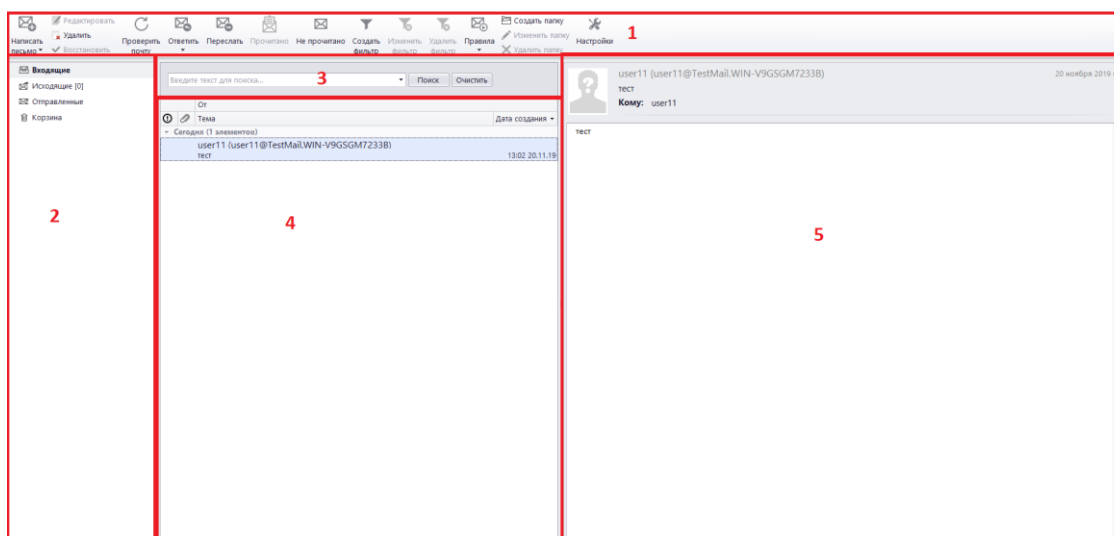 Редактировать
Удалить
Написать письмо
Восстановить
Проверить почту
Ответить
Переслать
Прочитано
Не прочитано
Создать фильтр
Изменить фильтр
Удалить фильтр
Правила
Создать папку
Изменить папку
Удалить папку
Настройки
1
Входящие
Исходящие [0]
Отправленные
Корзина
2
Введите текст для поиска...
3
Поиск
Очистить
От
Тема
Дата создания
Сегодня (1 элементов)
user11 (user11@TestMail.WIN-V9GSGM7233B)
тест
13:02 20.11.19
4
user11 (user11@TestMail.WIN-V9GSGM7233B)
20 ноября 2019
тест
Кому: user11
тест
5